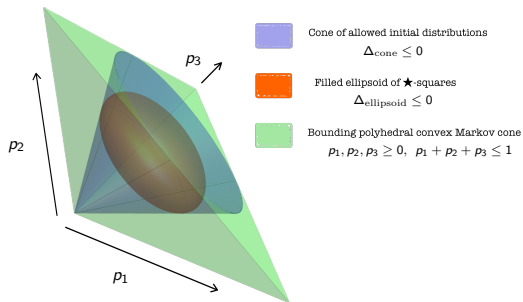 p₃
p₂
p₁
Cone of allowed initial distributions
Δ_cone ≤ 0
Filled ellipsoid of ★-squares
Δ_ellipsoid ≤ 0
Bounding polyhedral convex Markov cone
p₁, p₂, p₃ ≥ 0, p₁ + p₂ + p₃ ≤ 1